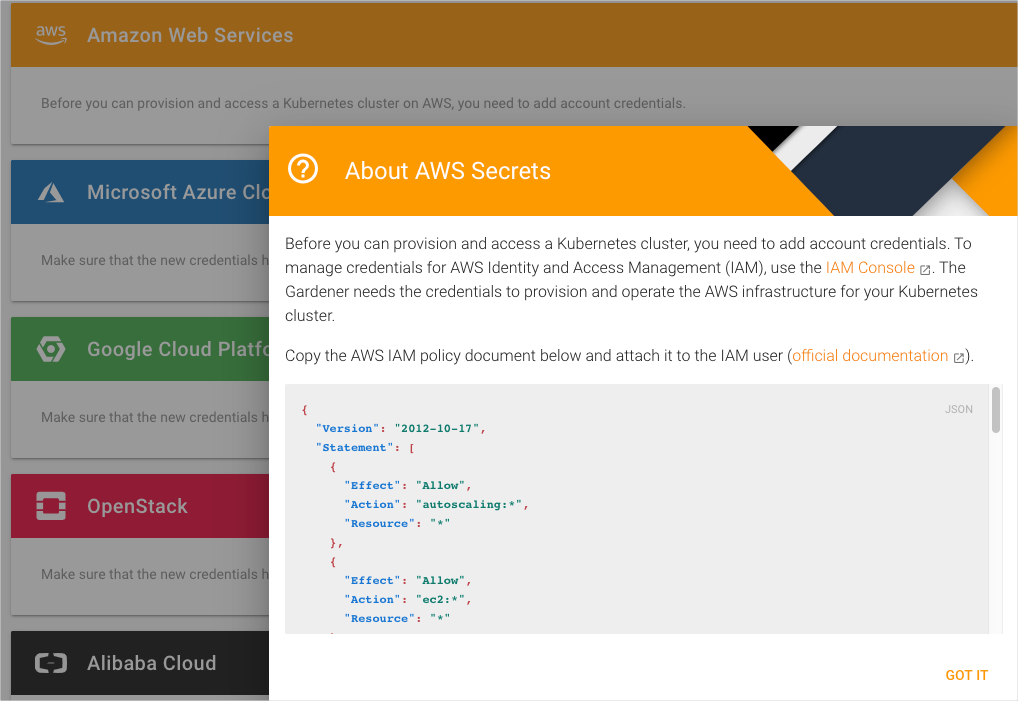 aws Amazon Web Services
Before you can provision and access a Kubernetes cluster on AWS, you need to add account credentials.
Microsoft Azure Clo
Make sure that the new credentials h
Google Cloud Platfo
Make sure that the new credentials h
OpenStack
Make sure that the new credentials h
Alibaba Cloud
About AWS Secrets
Before you can provision and access a Kubernetes cluster, you need to add account credentials. To
manage credentials for AWS Identity and Access Management (IAM), use the IAM Console. The
Gardener needs the credentials to provision and operate the AWS infrastructure for your Kubernetes
cluster.
Copy the AWS IAM policy document below and attach it to the IAM user (official documentation).
JSON
{
"Version": "2012-10-17",
"Statement": [
{
"Effect": "Allow",
"Action": "autoscaling:*",
"Resource": "*"
},
{
"Effect": "Allow",
"Action": "ec2:*",
"Resource": "*"
GOT IT